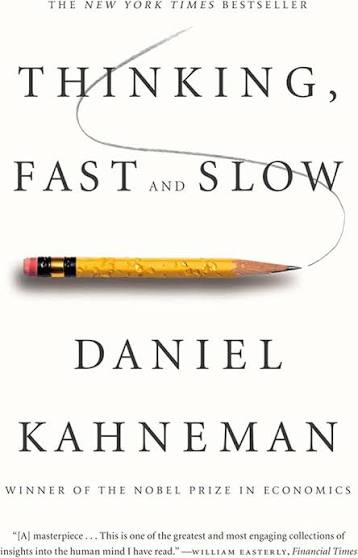 THE NEW YORK TIMES BESTSELLER
THINKING,
FAST AND SLOW
DANIEL
KAHNEMAN
WINNER OF THE NOBEL PRIZE IN ECONOMICS
“[A] masperpiece . . . This is one of the greatest and most engaging collections of
insights into the human mind I have read.” —WILLIAM EASTERLY, Financial Times